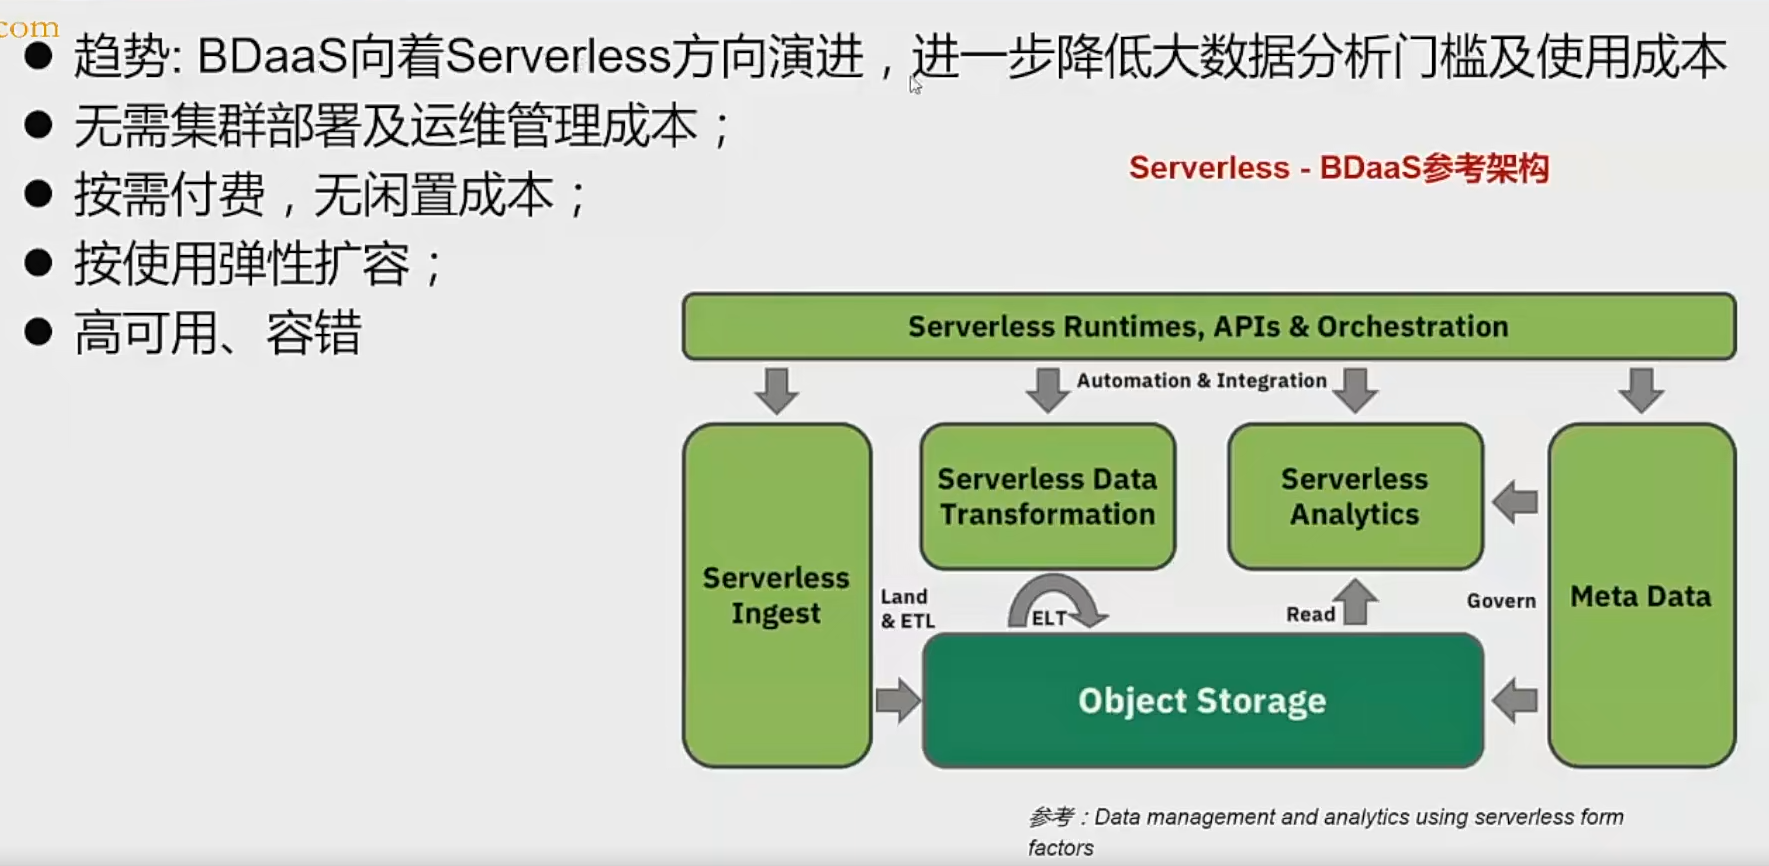 com
● 趋势: BDaaS向着Serverless方向演进，进一步降低大数据分析门槛及使用成本
● 无需集群部署及运维管理成本；
● 按需付费，无闲置成本；
● 按使用弹性扩容；
● 高可用、容错
Serverless - BDaaS参考架构
Serverless Runtimes, APIs & Orchestration
Automation & Integration
Serverless Data
Transformation
Serverless
Analytics
Serverless
Ingest
Land
& ETL
ELT
Read
Govern
Meta Data
Object Storage
参考：Data management and analytics using serverless form
factors